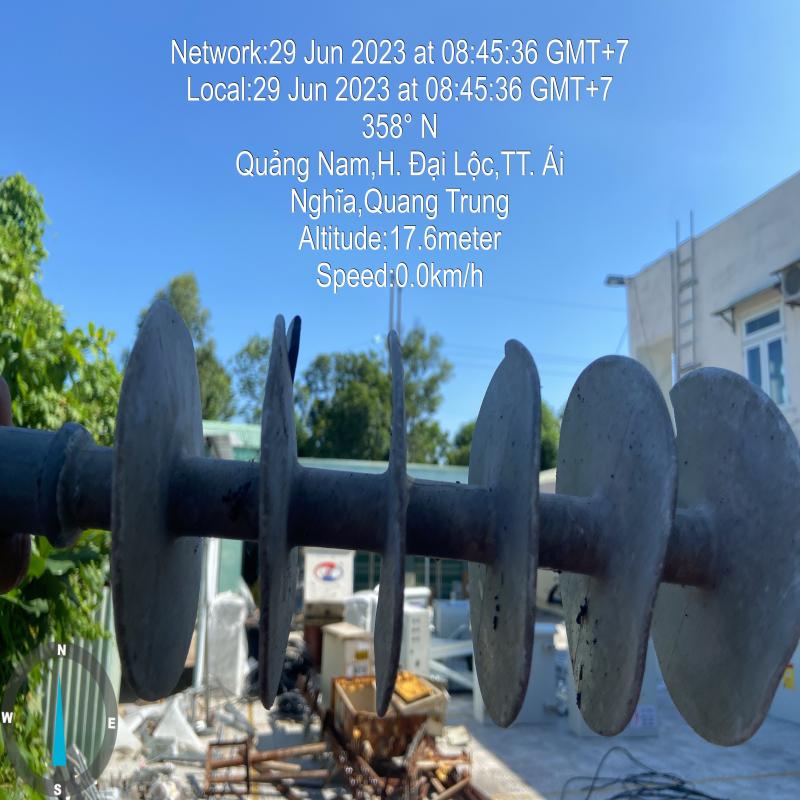 Network:29 Jun 2023 at 08:45:36 GMT+7
Local:29 Jun 2023 at 08:45:36 GMT+7
358° N
Quảng Nam,H. Đại Lộc,TT. Ái
Nghĩa,Quang Trung
Altitude:17.6meter
Speed:0.0km/h
N
W E
S